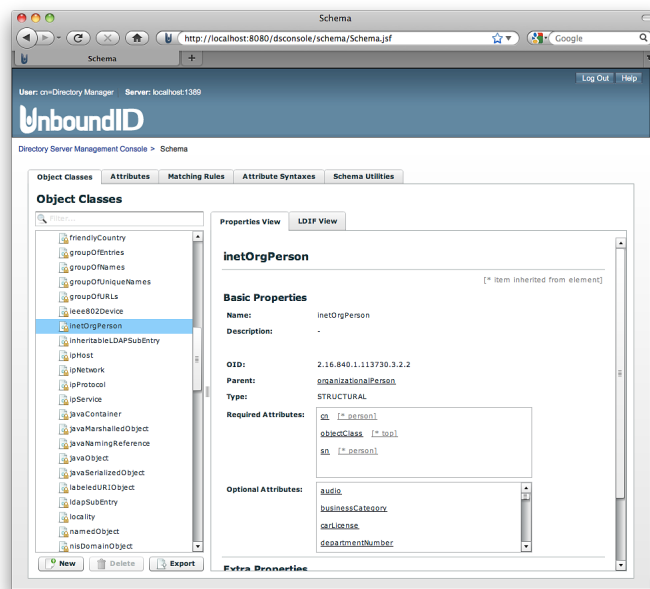 Schema
http://localhost:8080/dsconsole/schema/Schema.jsf
Google
Schema
+
Log Out Help
User: cn=Directory Manager Server: localhost:1389
UnboundID
Directory Server Management Console > Schema
Object Classes Attributes Matching Rules Attribute Syntaxes Schema Utilities
Object Classes
Filter...
friendlyCountry
groupOfEntries
groupOfNames
groupOfUniqueNames
groupOfURLs
ieee802Device
inetOrgPerson
inheritableLDAPSubEntry
ipHost
ipNetwork
ipProtocol
ipService
javaContainer
javaMarshalledObject
javaNamingReference
javaObject
javaSerializedObject
labeledURIObject
ldapSubEntry
locality
namedObject
nisDomainObject
New Delete Export
Properties View LDIF View
inetOrgPerson
[* item inherited from element]
Basic Properties
Name: inetOrgPerson
Description: -
OID: 2.16.840.1.113730.3.2.2
Parent: organizationalPerson
Type: STRUCTURAL
Required Attributes: cn [* person]
objectClass [* top]
sn [* person]
Optional Attributes: audio
businessCategory
carLicense
departmentNumber
Extra Properties